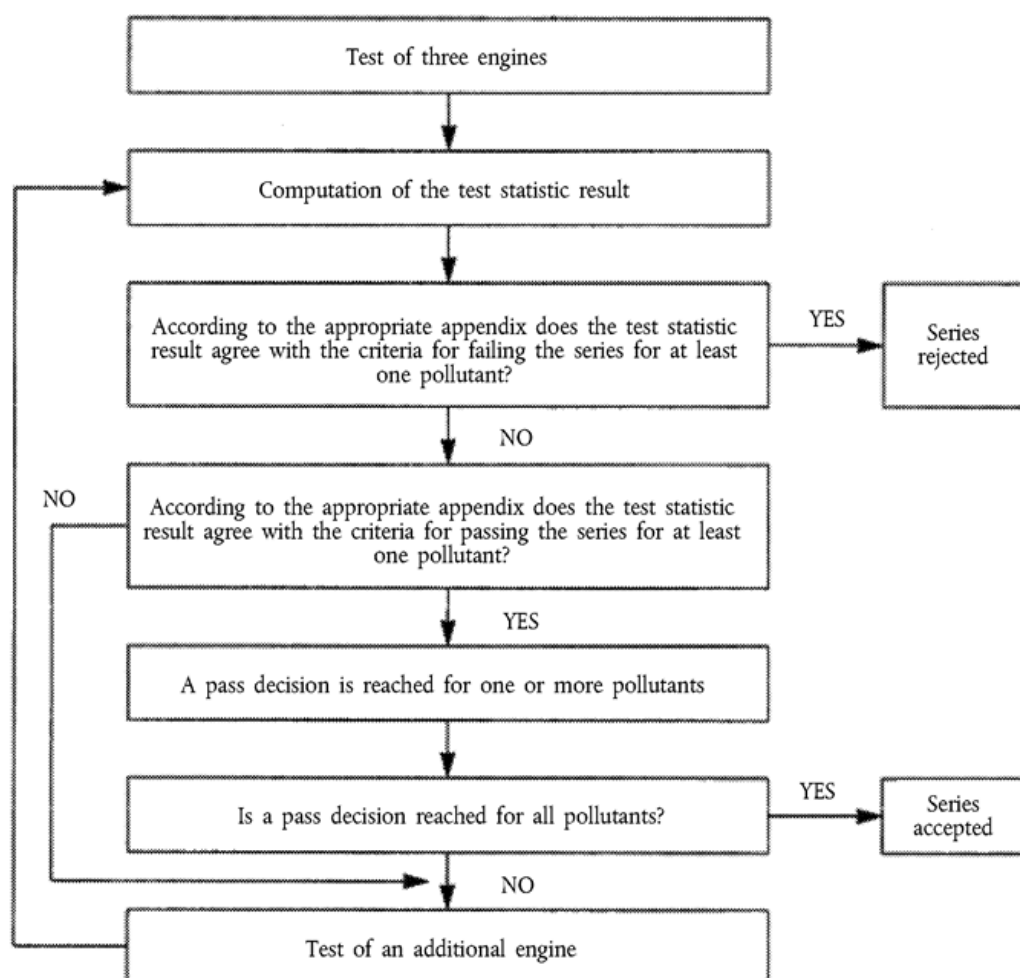 Test of three engines
Computation of the test statistic result
According to the appropriate appendix does the test statistic
result agree with the criteria for failing the series for at least
one pollutant?
YES
Series
rejected
NO
NO
According to the appropriate appendix does the test statistic
result agree with the criteria for passing the series for at least
one pollutant?
YES
A pass decision is reached for one or more pollutants
Is a pass decision reached for all pollutants?
YES
Series
accepted
NO
Test of an additional engine